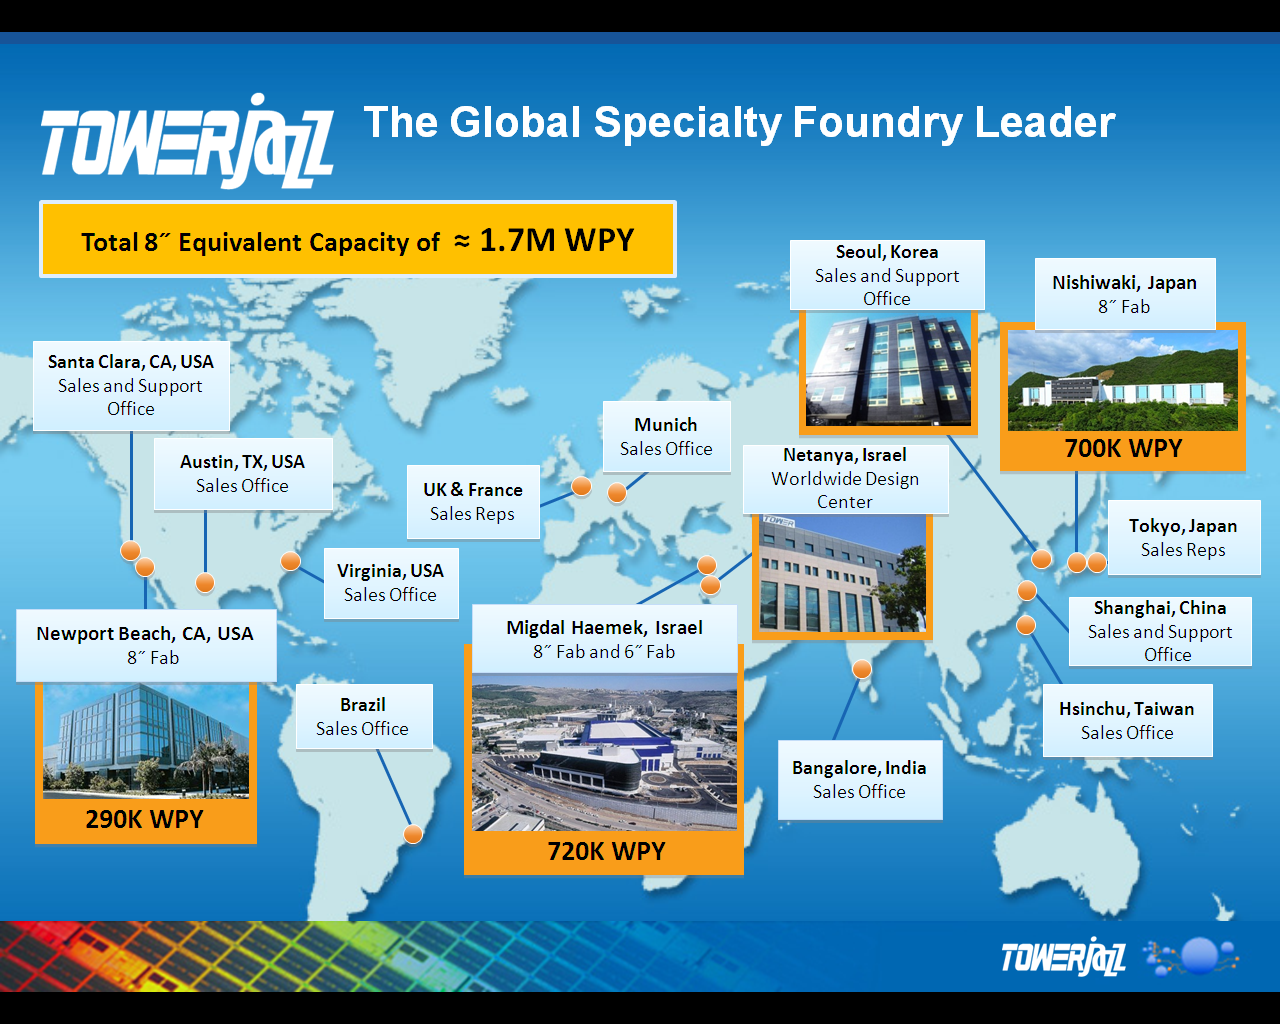 TOWERjazz
The Global Specialty Foundry Leader
Total 8˝ Equivalent Capacity of ≈ 1.7M WPY
Seoul, Korea
Sales and Support
Office
Nishiwaki, Japan
8˝ Fab
700K WPY
Santa Clara, CA, USA
Sales and Support
Office
Munich
Sales Office
Austin, TX, USA
Sales Office
Netanya, Israel
Worldwide Design
Center
TOWER
UK & France
Sales Reps
Tokyo, Japan
Sales Reps
Virginia, USA
Sales Office
Newport Beach, CA, USA
8˝ Fab
290K WPY
Migdal Haemek, Israel
8˝ Fab and 6˝ Fab
720K WPY
Shanghai, China
Sales and Support
Office
Brazil
Sales Office
Hsinchu, Taiwan
Sales Office
Bangalore, India
Sales Office
TOWERjazz